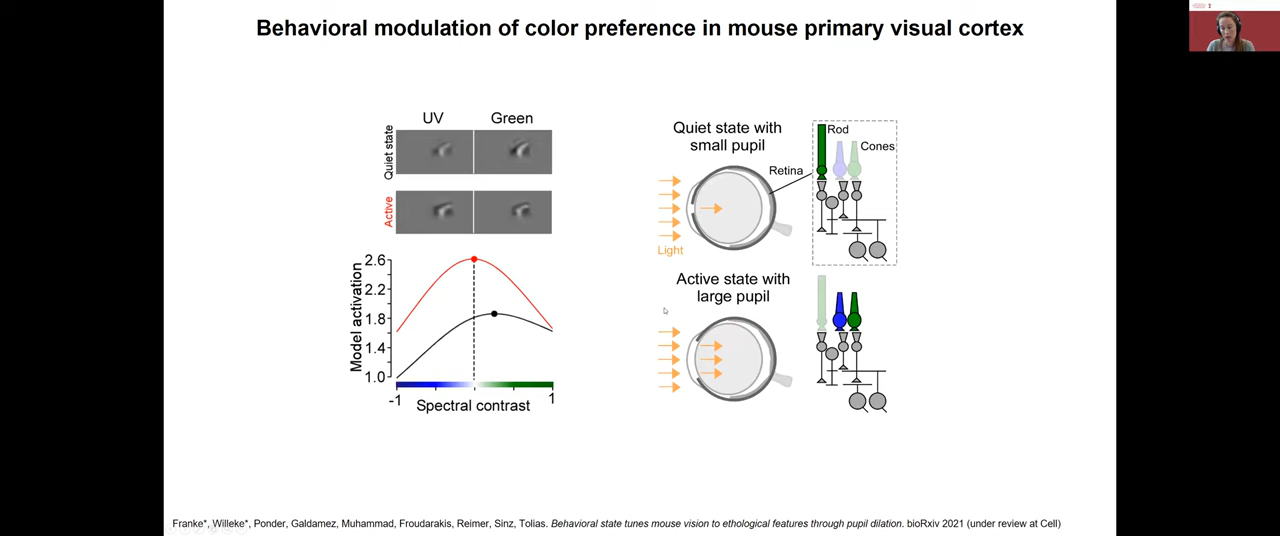 Behavioral modulation of color preference in mouse primary visual cortex
UV
Green
Quiet state
Active
Model activation
2.6
2.2
1.8
1.4
1.0
-1
1
Spectral contrast
Quiet state with
small pupil
Rod
Cones
Retina
Light
Active state with
large pupil
Franke*, Willeke*, Ponder, Galdamez, Muhammad, Froudarakis, Reimer, Sinz, Tolias. Behavioral state tunes mouse vision to ethological features through pupil dilation. bioRxiv 2021 (under review at Cell)